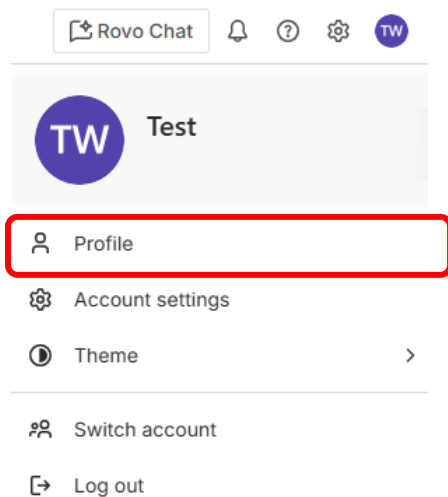 Rovo Chat TW
TW Test
Profile
Account settings
Theme
Switch account
Log out